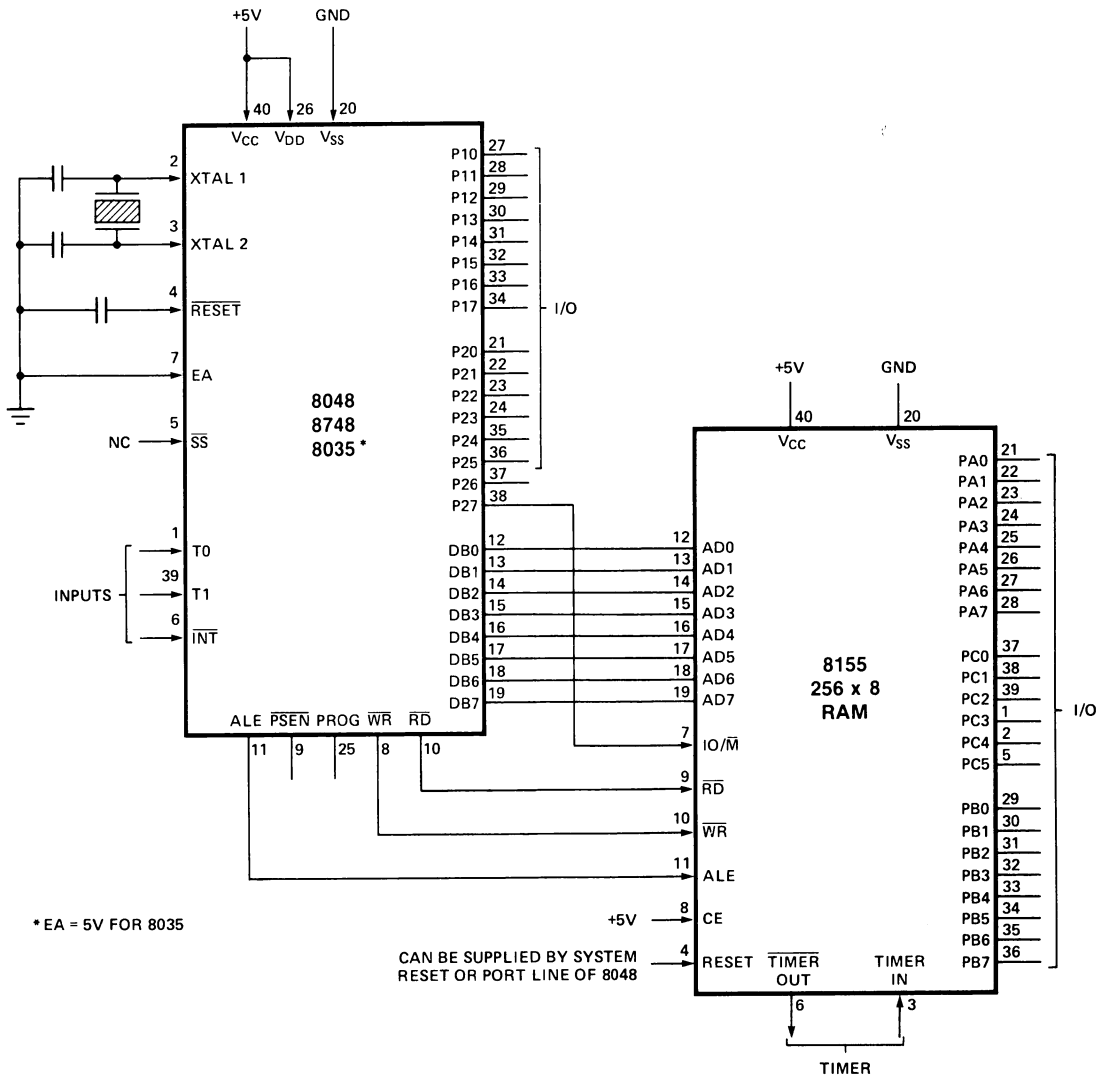 +5V GND
40 26 20
VCC VDD VSS
2 XTAL 1
3 XTAL 2
4 RESET
7 EA
NC 5 SS
1 T0
39 T1
6 INT
INPUTS
8048
8748
8035 *
P10 27
P11 28
P12 29
P13 30
P14 31
P15 32
P16 33
P17 34
I/O
P20 21
P21 22
P22 23
P23 24
P24 35
P25 36
P26 37
P27 38
DB0 12
DB1 13
DB2 14
DB3 15
DB4 16
DB5 17
DB6 18
DB7 19
ALE PSEN PROG WR RD
11 9 25 8 10
+5V GND
40 20
VCC VSS
12 AD0
13 AD1
14 AD2
15 AD3
16 AD4
17 AD5
18 AD6
19 AD7
7 IO/M
9 RD
10 WR
11 ALE
+5V 8 CE
CAN BE SUPPLIED BY SYSTEM
RESET OR PORT LINE OF 8048
4 RESET
8155
256 x 8
RAM
PA0 21
PA1 22
PA2 23
PA3 24
PA4 25
PA5 26
PA6 27
PA7 28
PC0 37
PC1 38
PC2 39
PC3 1
PC4 2
PC5 5
I/O
PB0 29
PB1 30
PB2 31
PB3 32
PB4 33
PB5 34
PB6 35
PB7 36
TIMER TIMER
OUT IN
6 3
TIMER
* EA = 5V FOR 8035